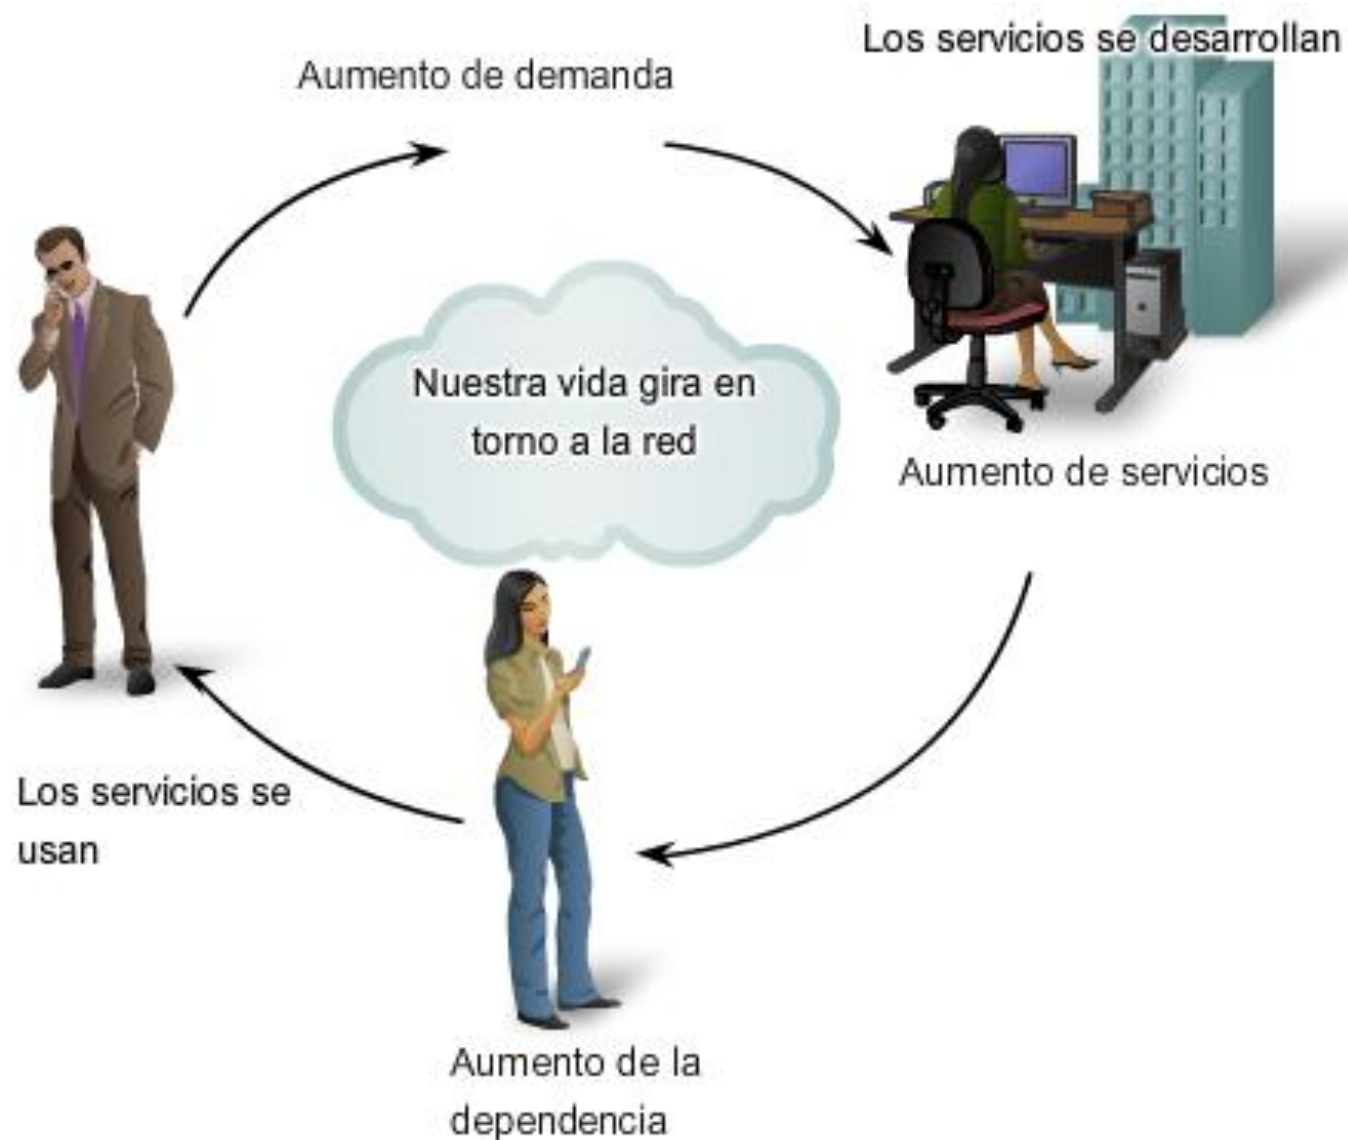 Los servicios se desarrollan
Aumento de demanda
Nuestra vida gira en
torno a la red
Aumento de servicios
Los servicios se
usan
Aumento de la
dependencia